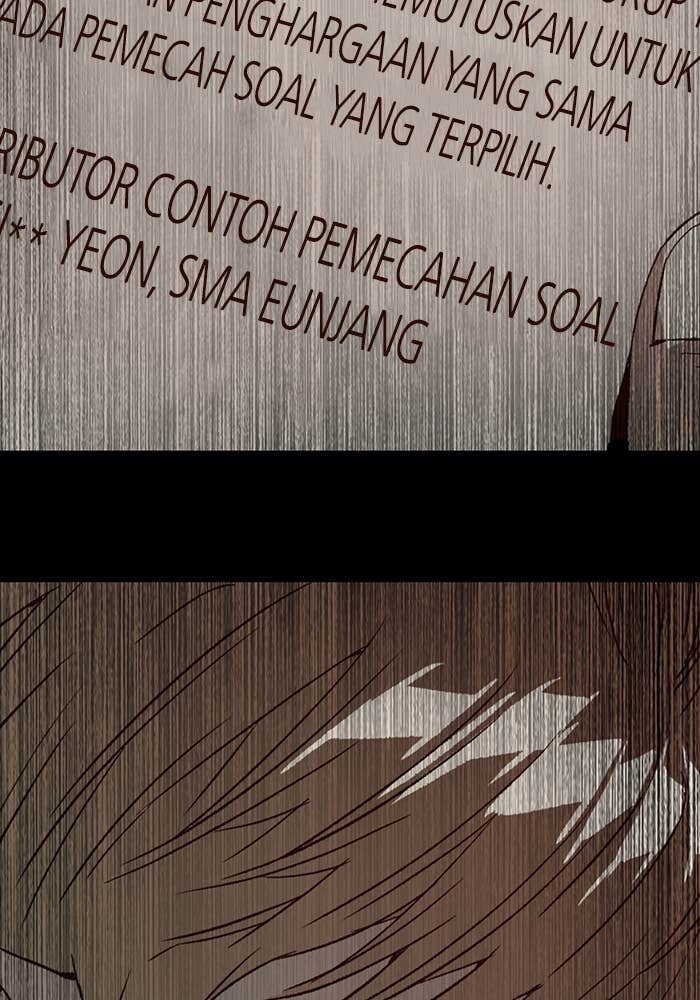 MEMUTUSKAN UNTUK
PENGHARGAAN YANG SAMA
ADA PEMECAH SOAL YANG TERPILIH.
RIBUTOR CONTOH PEMECAHAN SOAL
** YEON, SMA EUNJANG